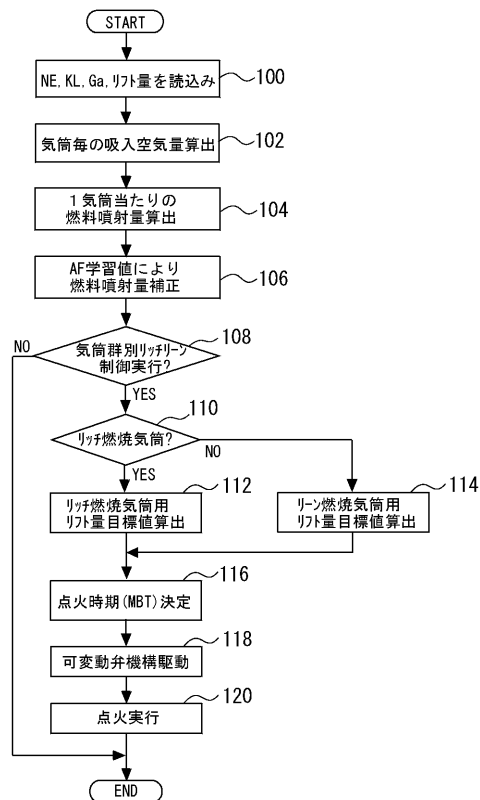 START
NE, KL, Ga, リフト量を読込み
100
気筒毎の吸入空気量算出
102
1気筒当たりの
燃料噴射量算出
104
AF学習値により
燃料噴射量補正
106
気筒群別リッチリーン
制御実行?
108
NO
YES
リッチ燃焼気筒?
110
NO
YES
リッチ燃焼気筒用
リフト量目標値算出
112
リーン燃焼気筒用
リフト量目標値算出
114
点火時期(MBT)決定
116
可変動弁機構駆動
118
点火実行
120
END